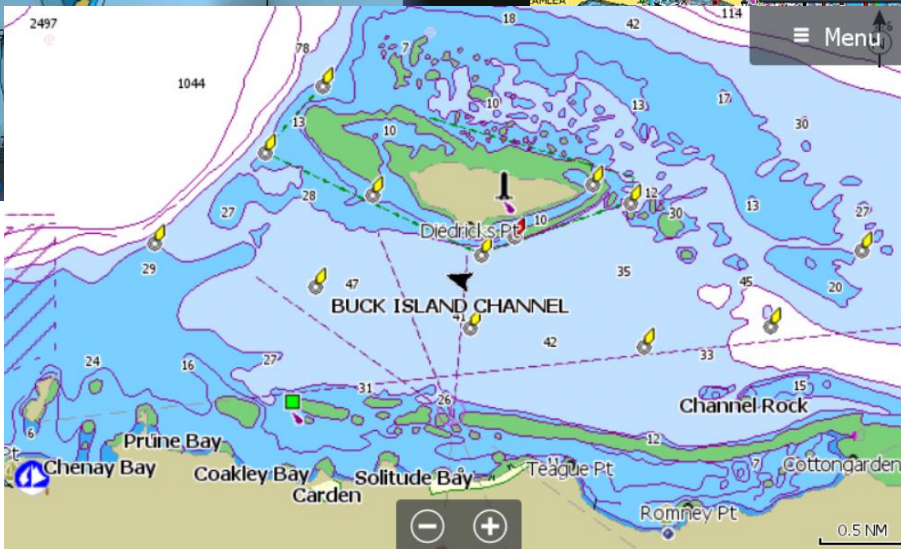 2497
18
42
114
7
≡ Menu
N
78
1044
13
10
10
13
17
30
27
28
12
13
30
27
Diedricks Pt
10
29
47
35
45
20
BUCK ISLAND CHANNEL
41
42
33
24
16
27
31
26
15
Channel Rock
6
Prune Bay
12
Pt
Chenay Bay
Coakley Bay
Solitude Bay
11
Teague Pt
7
Cottongarden
Carden
Romney Pt
0.5 NM